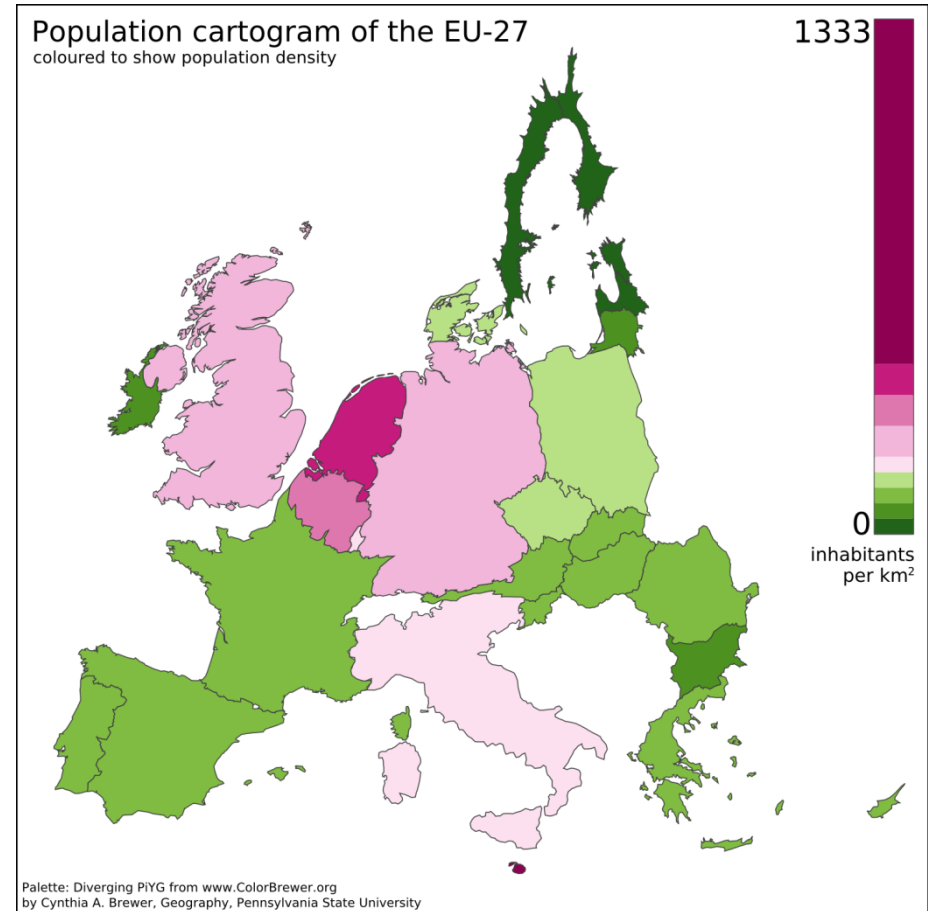 Population cartogram of the EU-27
coloured to show population density
1333
0
inhabitants
per km²
Palette: Diverging PiYG from www.ColorBrewer.org
by Cynthia A. Brewer, Geography, Pennsylvania State University